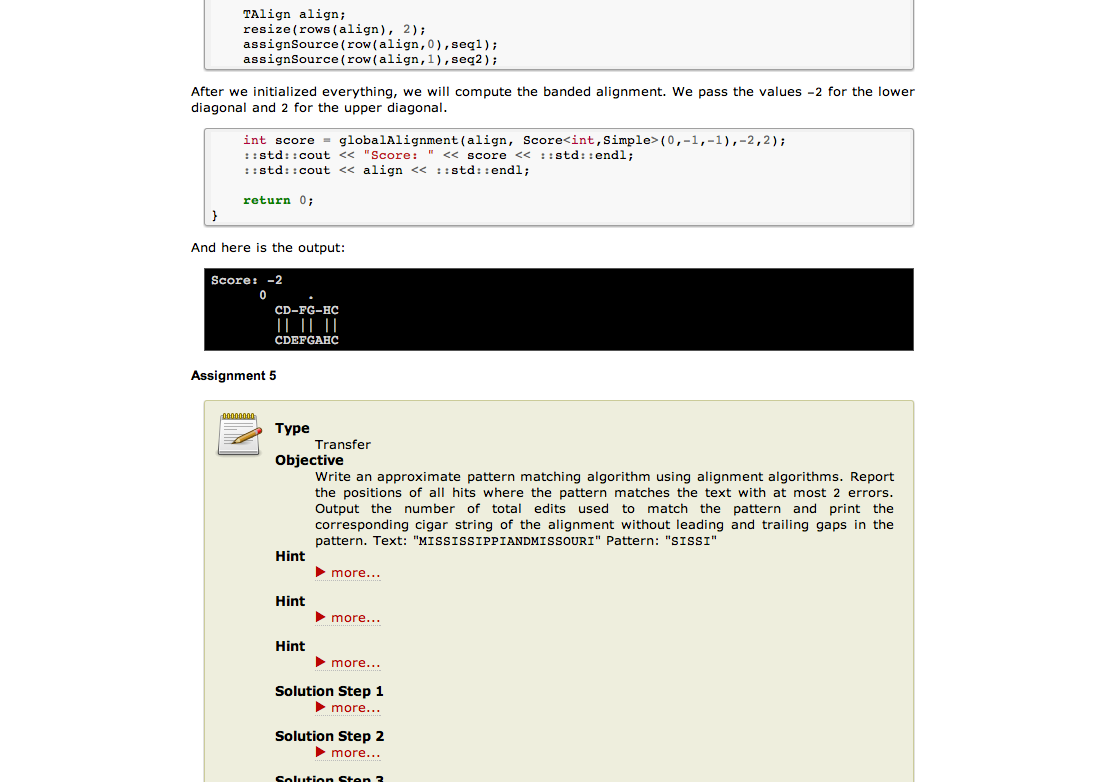 TAlign align;
resize(rows(align), 2);
assignSource(row(align,0),seq1);
assignSource(row(align,1),seq2);
After we initialized everything, we will compute the banded alignment. We pass the values -2 for the lower
diagonal and 2 for the upper diagonal.
int score = globalAlignment(align, Score<int,Simple>(0,-1,-1),-2,2);
::std::cout << "Score: " << score << ::std::endl;
::std::cout << align << ::std::endl;
return 0;
}
And here is the output:
Score: -2
0     .
CD-FG-HC
|| || ||
CDEFGAHC
Assignment 5
Type
Transfer
Objective
Write an approximate pattern matching algorithm using alignment algorithms. Report
the positions of all hits where the pattern matches the text with at most 2 errors.
Output the number of total edits used to match the pattern and print the
corresponding cigar string of the alignment without leading and trailing gaps in the
pattern. Text: "MISSISSIPPIANDMISSOURI" Pattern: "SISSI"
Hint
▶ more...
Hint
▶ more...
Hint
▶ more...
Solution Step 1
▶ more...
Solution Step 2
▶ more...
Solution Step 3